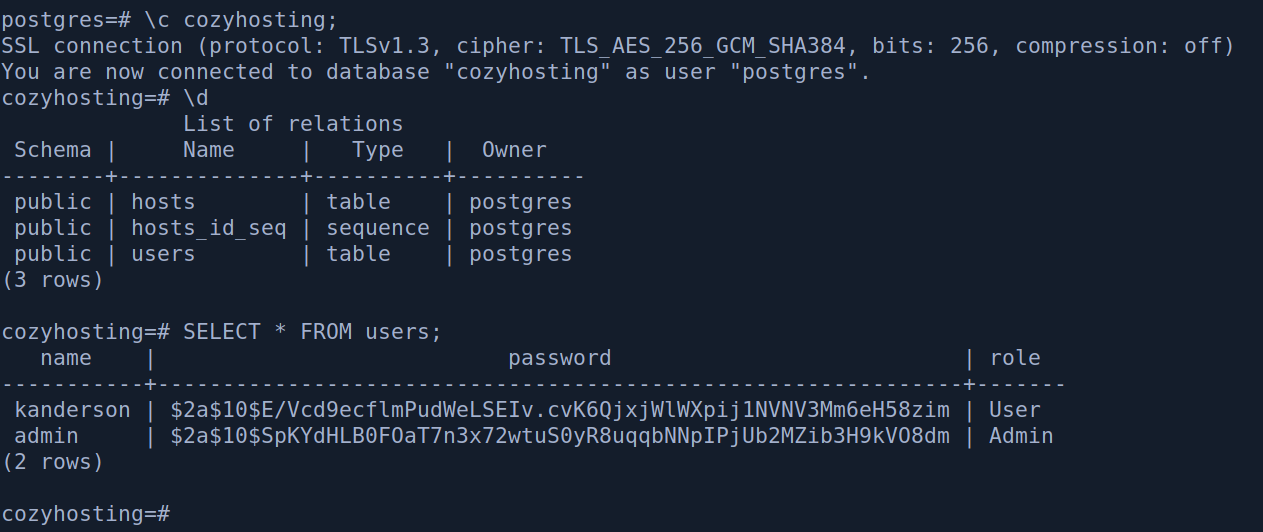 postgres=# \c cozyhosting;
SSL connection (protocol: TLSv1.3, cipher: TLS_AES_256_GCM_SHA384, bits: 256, compression: off)
You are now connected to database "cozyhosting" as user "postgres".
cozyhosting=# \d
              List of relations
 Schema |     Name     |   Type   |  Owner
--------+--------------+----------+----------
 public | hosts        | table    | postgres
 public | hosts_id_seq | sequence | postgres
 public | users        | table    | postgres
(3 rows)

cozyhosting=# SELECT * FROM users;
   name    |                           password                           | role
-----------+--------------------------------------------------------------+-------
 kanderson | $2a$10$E/Vcd9ecflmPudWeLSEIv.cvK6QjxjWlWXpij1NVNV3Mm6eH58zim | User
 admin     | $2a$10$SpKYdHLB0FOaT7n3x72wtuS0yR8uqqbNNpIPjUb2MZib3H9kVO8dm | Admin
(2 rows)

cozyhosting=#